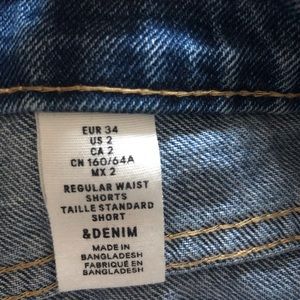 EUR 34
US 2
CA 2
CN 160/64A
MX 2
REGULAR WAIST
SHORTS
TAILLE STANDARD
SHORT
&DENIM
MADE IN
BANGLADESH
FABRIQUÉ EN
BANGLADESH